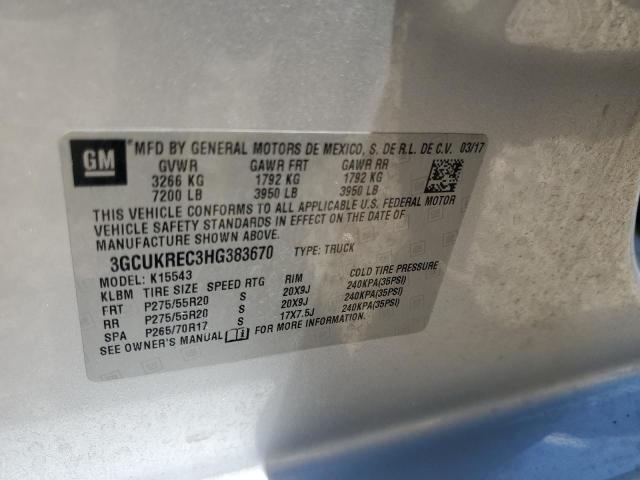 GM
® MFD BY GENERAL MOTORS DE MEXICO, S. DE R.L. DE C.V. 03/17
GVWR GAWR FRT GAWR RR
3266 KG 1792 KG 1792 KG
7200 LB 3950 LB 3950 LB
THIS VEHICLE CONFORMS TO ALL APPLICABLE U.S. FEDERAL MOTOR
VEHICLE SAFETY STANDARDS IN EFFECT ON THE DATE OF
MANUFACTURE SHOWN ABOVE.
3GCUKREC3HG383670 TYPE: TRUCK
MODEL: K15543
KLBM TIRE SIZE SPEED RTG RIM COLD TIRE PRESSURE
FRT P275/55R20 S 20X9J 240KPA(35PSI)
RR P275/55R20 S 20X9J 240KPA(35PSI)
SPA P265/70R17 S 17X7.5J 240KPA(35PSI)
SEE OWNER'S MANUAL FOR MORE INFORMATION.